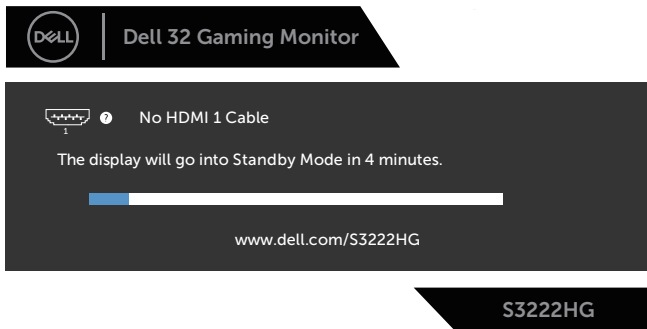 DELL
Dell 32 Gaming Monitor
1
?
No HDMI 1 Cable
The display will go into Standby Mode in 4 minutes.
www.dell.com/S3222HG
S3222HG